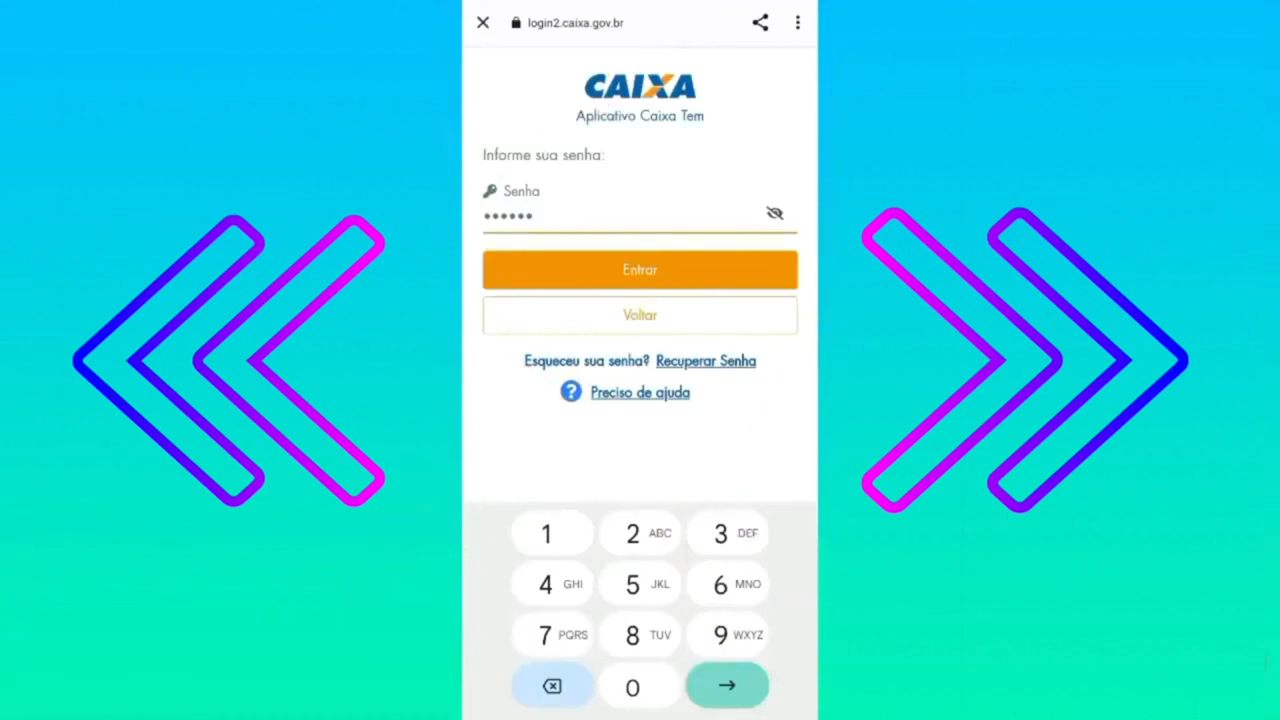 login2.caixa.gov.br
CAIXA
Aplicativo Caixa Tem
Informe sua senha:
Senha
••••••
Entrar
Voltar
Esqueceu sua senha? Recuperar Senha
? Preciso de ajuda
1 2 ABC 3 DEF
4 GHI 5 JKL 6 MNO
7 PQRS 8 TUV 9 WXYZ
0